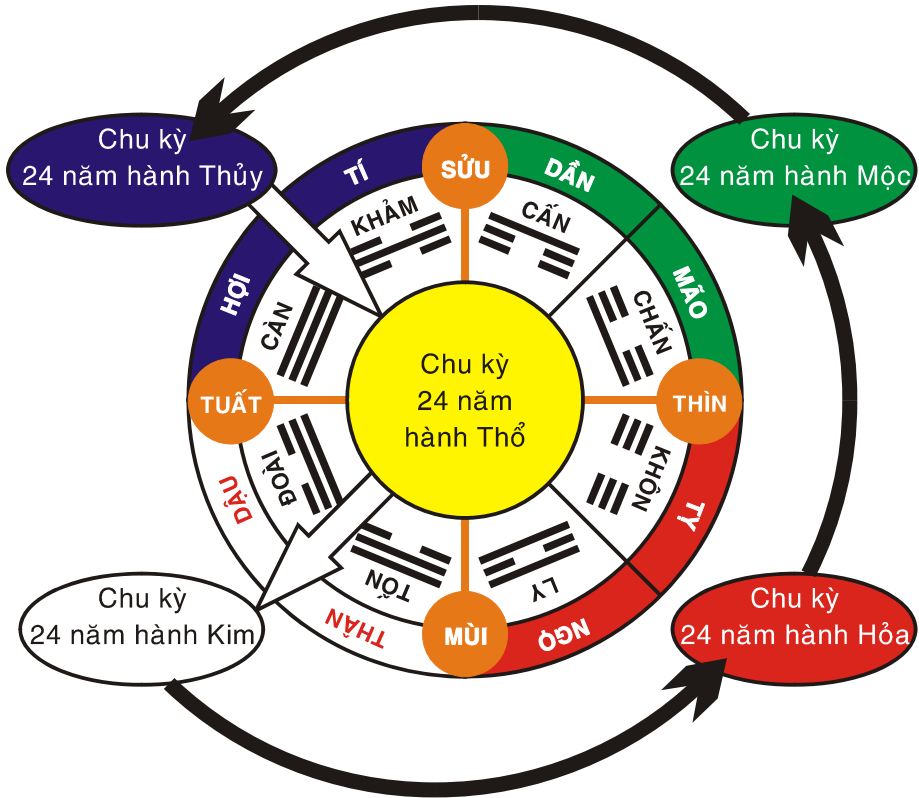 Chu kỳ
24 năm hành Thủy
Chu kỳ
24 năm hành Mộc
TÍ
SỬU
DẦN
KHẢM
CẤN
HỢI
MÃO
CÀN
CHẤN
Chu kỳ
24 năm
hành Thổ
TUẤT
THÌN
DẬU
ĐOÀI
KHÔN
TỴ
TỐN
LY
THÂN
MÙI
NGỌ
Chu kỳ
24 năm hành Kim
Chu kỳ
24 năm hành Hỏa